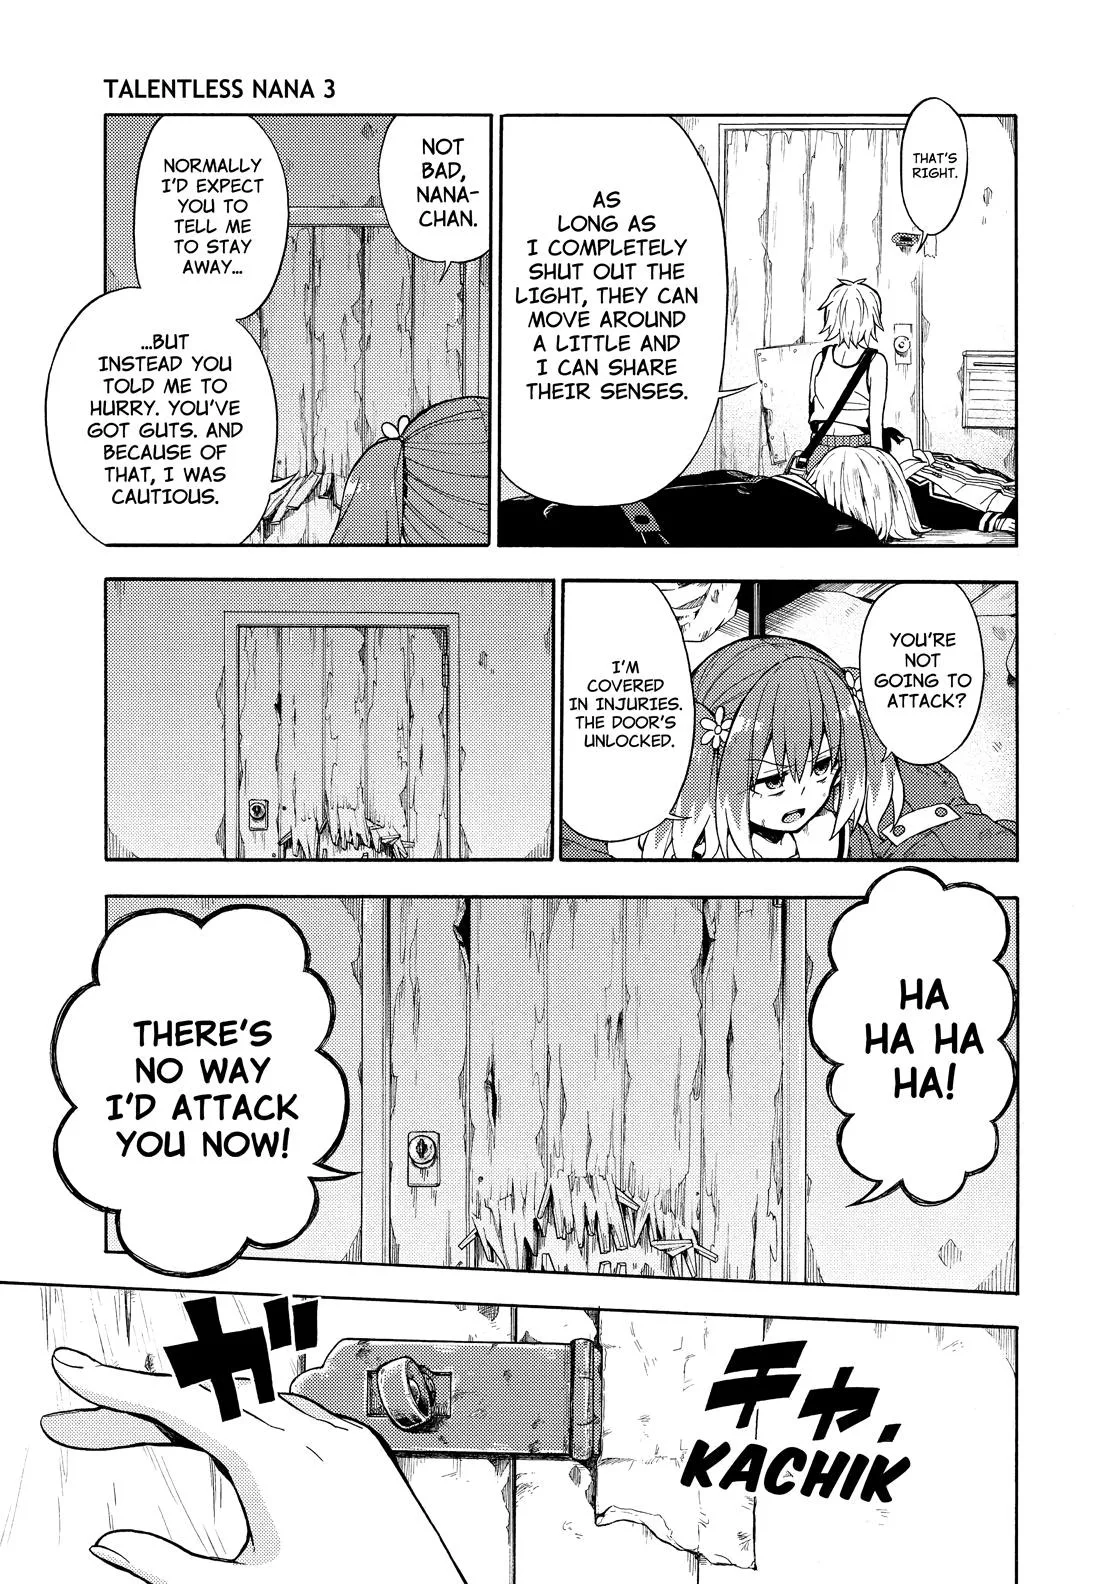 TALENTLESS NANA 3
THAT'S
RIGHT.
AS
LONG AS
I COMPLETELY
SHUT OUT THE
LIGHT, THEY CAN
MOVE AROUND
A LITTLE AND
I CAN SHARE
THEIR SENSES.
NOT
BAD,
NANA-
CHAN.
NORMALLY
I'D EXPECT
YOU TO
TELL ME
TO STAY
AWAY...
...BUT
INSTEAD YOU
TOLD ME TO
HURRY. YOU'VE
GOT GUTS. AND
BECAUSE OF
THAT, I WAS
CAUTIOUS.
YOU'RE
NOT
GOING TO
ATTACK?
I'M
COVERED
IN INJURIES.
THE DOOR'S
UNLOCKED.
HA
HA HA
HA!
THERE'S
NO WAY
I'D ATTACK
YOU NOW!
ガ
チャ.
KACHIK